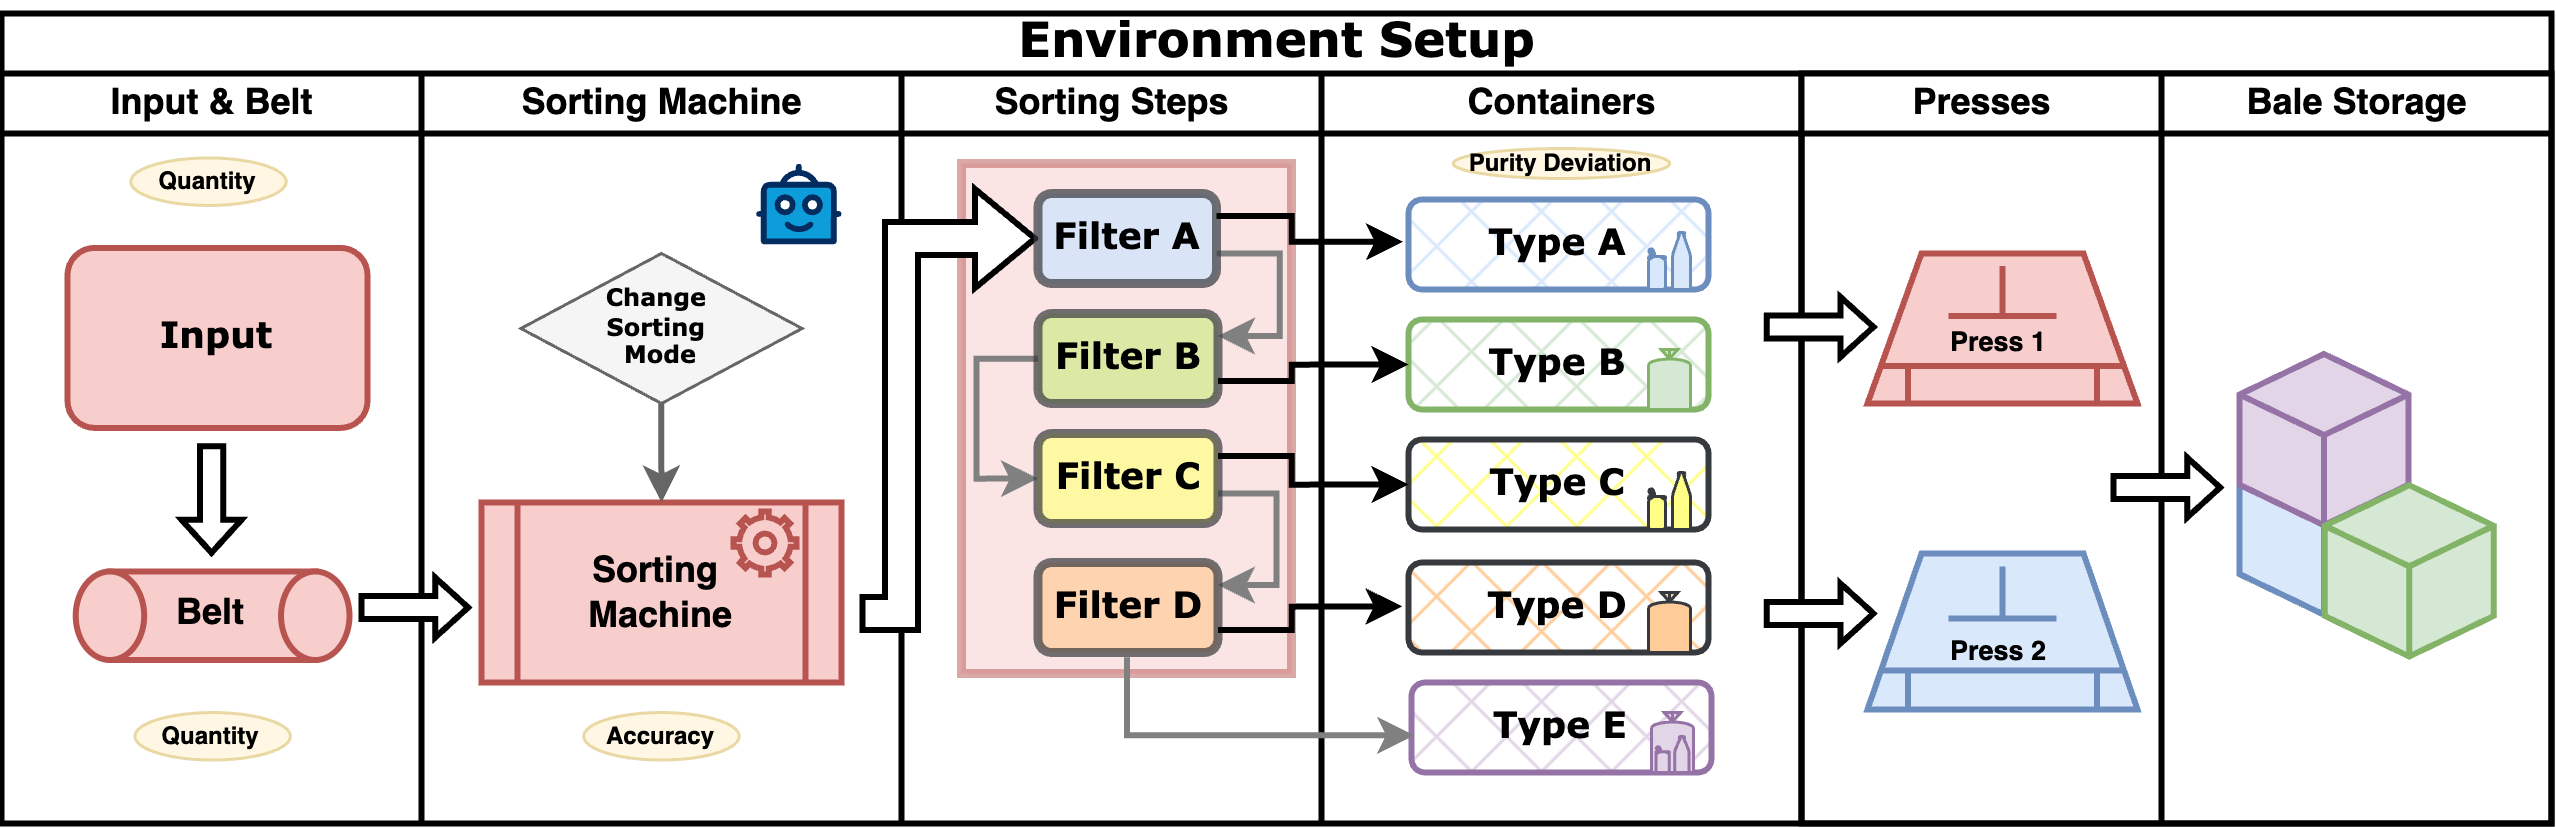 Environment Setup
Input & Belt
Sorting Machine
Sorting Steps
Containers
Presses
Bale Storage
Quantity
Input
Belt
Quantity
Change
Sorting
Mode
Sorting
Machine
Accuracy
Filter A
Filter B
Filter C
Filter D
Purity Deviation
Type A
Type B
Type C
Type D
Type E
Press 1
Press 2